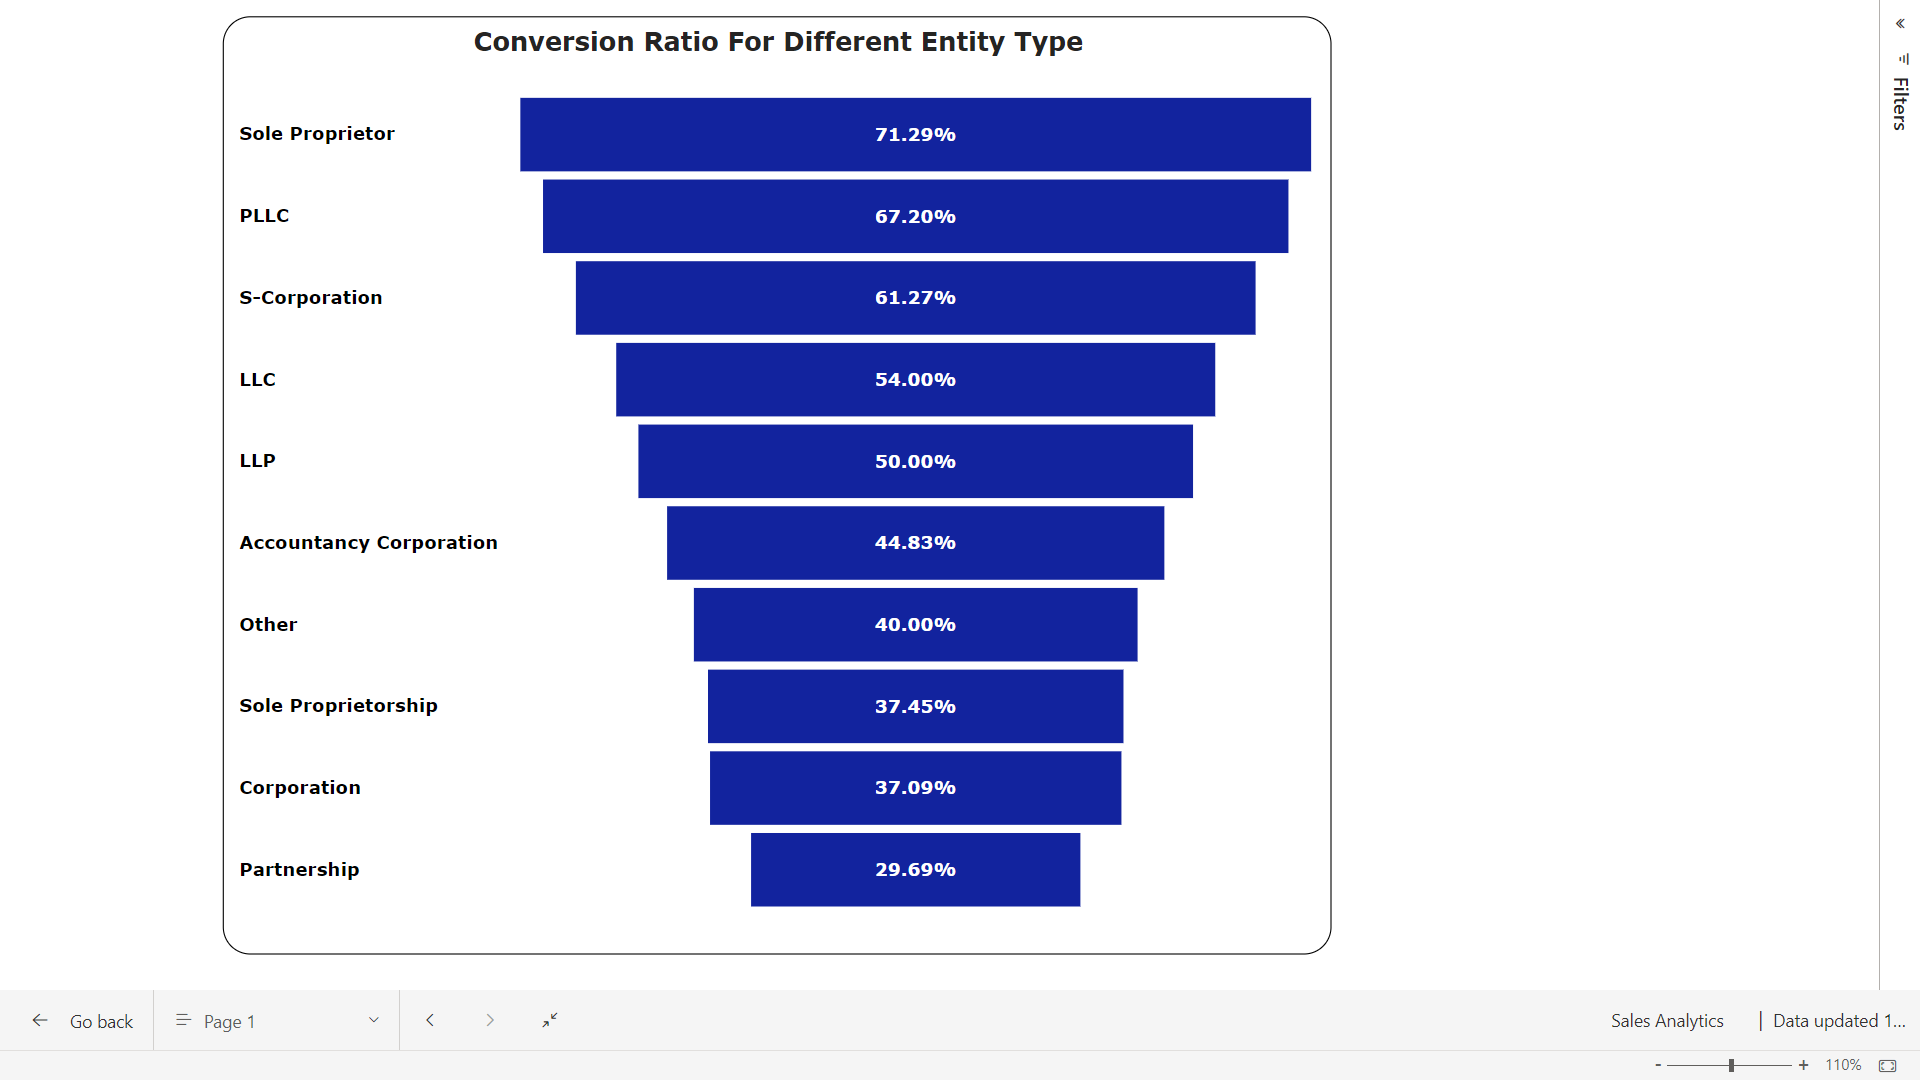 Conversion Ratio For Different Entity Type
Sole Proprietor 71.29%
PLLC 67.20%
S-Corporation 61.27%
LLC 54.00%
LLP 50.00%
Accountancy Corporation 44.83%
Other 40.00%
Sole Proprietorship 37.45%
Corporation 37.09%
Partnership 29.69%
Filters
Go back Page 1 Sales Analytics | Data updated 1...
- + 110%